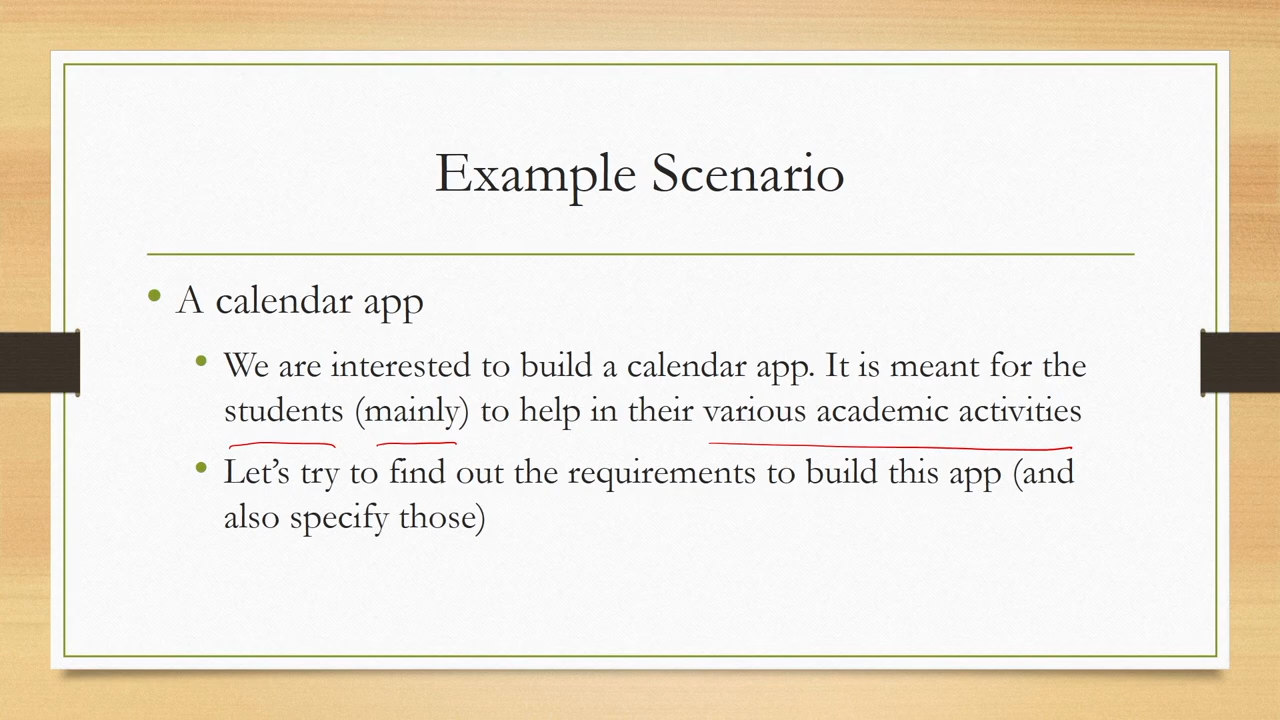 Example Scenario
• A calendar app
• We are interested to build a calendar app. It is meant for the
students (mainly) to help in their various academic activities
• Let’s try to find out the requirements to build this app (and
also specify those)